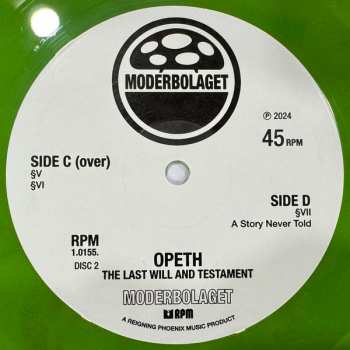 MODERBOLAGET
℗ 2024
45 RPM
SIDE C (over)
§V
§VI
SIDE D
§VII
A Story Never Told
RPM
1.0155.
DISC 2
OPETH
THE LAST WILL AND TESTAMENT
MODERBOLAGET
RPM
A REIGNING PHOENIX MUSIC PRODUCT.